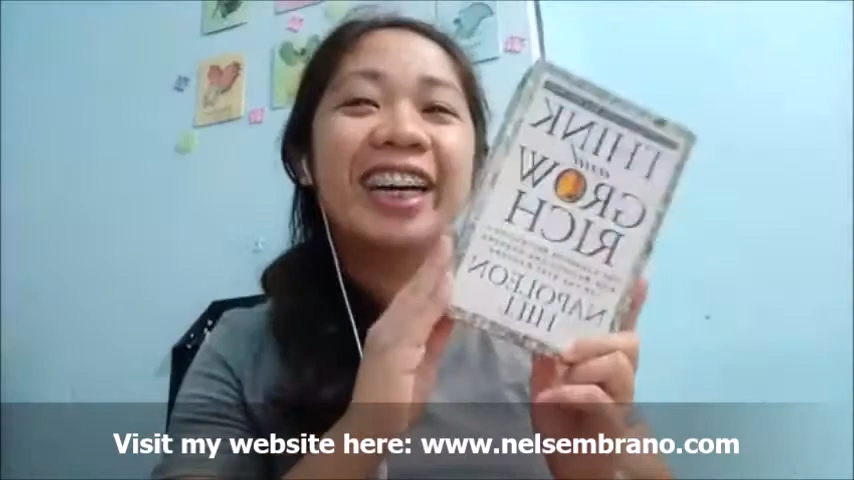 THINK
and
GROW
RICH
NAPOLEON
HILL
Visit my website here: www.nelsembrano.com